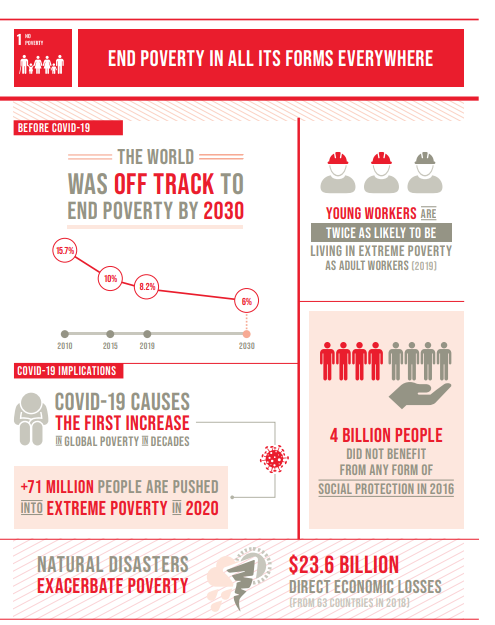 1 NO
POVERTY
END POVERTY IN ALL ITS FORMS EVERYWHERE
BEFORE COVID-19
THE WORLD
WAS OFF TRACK TO
END POVERTY BY 2030
15.7%
10%
8.2%
6%
2010 2015 2019 2030
YOUNG WORKERS ARE
TWICE AS LIKELY TO BE
LIVING IN EXTREME POVERTY
AS ADULT WORKERS (2019)
COVID-19 IMPLICATIONS
COVID-19 CAUSES
THE FIRST INCREASE
IN GLOBAL POVERTY IN DECADES
+71 MILLION PEOPLE ARE PUSHED
INTO EXTREME POVERTY IN 2020
4 BILLION PEOPLE
DID NOT BENEFIT
FROM ANY FORM OF
SOCIAL PROTECTION IN 2016
NATURAL DISASTERS
EXACERBATE POVERTY
$23.6 BILLION
DIRECT ECONOMIC LOSSES
(FROM 63 COUNTRIES IN 2018)